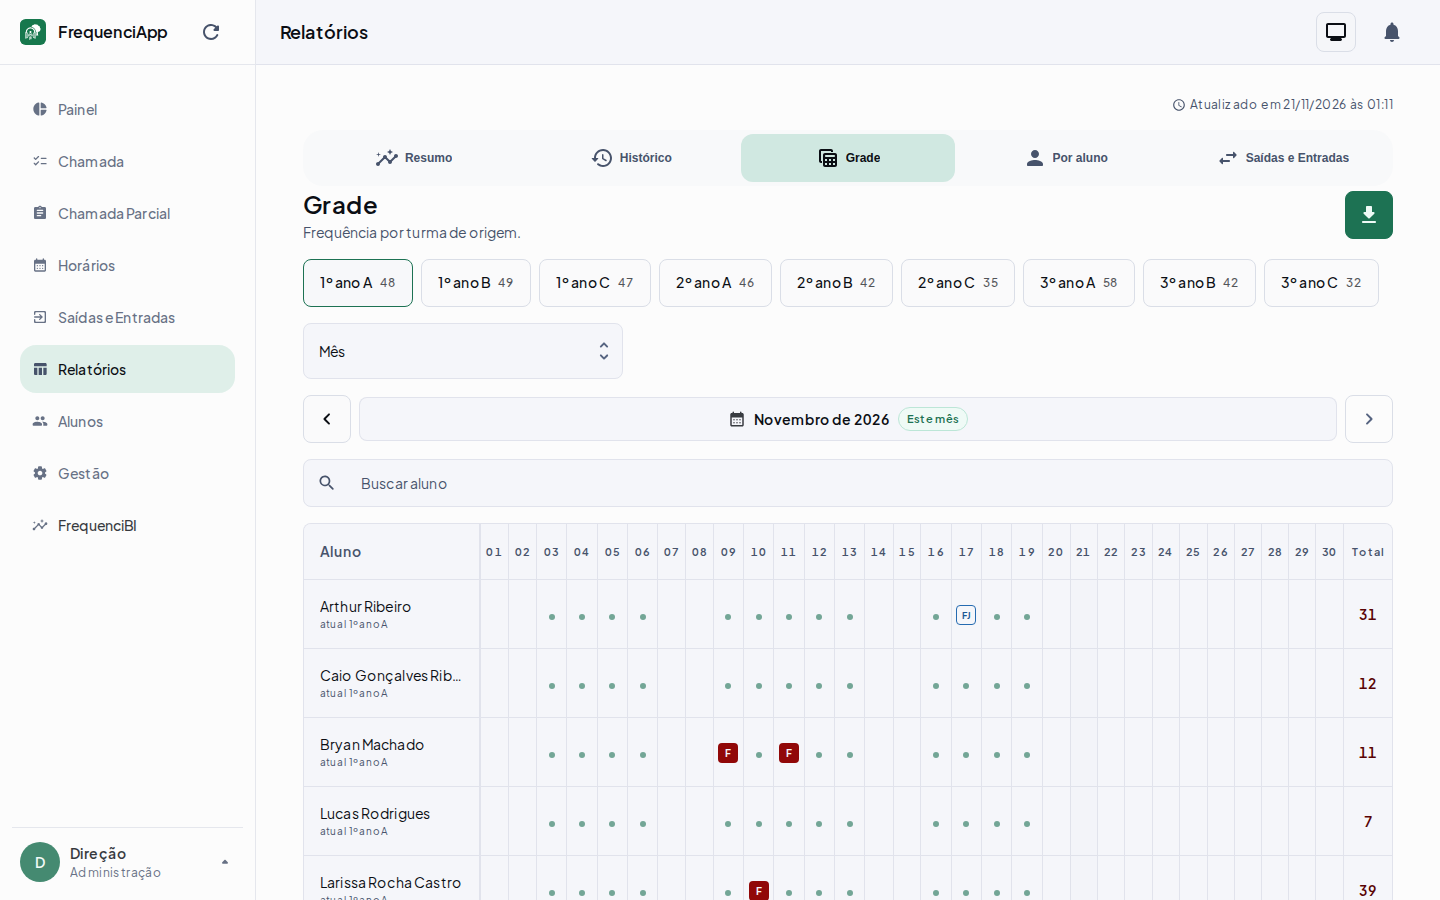 FrequenciApp
Relatórios
Painel
Chamada
Chamada Parcial
Horários
Saídas e Entradas
Relatórios
Alunos
Gestão
FrequenciBI
D
Direção
Administração
Atualizado em 21/11/2026 às 01:11
Resumo
Histórico
Grade
Por aluno
Saídas e Entradas
Grade
Frequência por turma de origem.
1º ano A 48
1º ano B 49
1º ano C 47
2º ano A 46
2º ano B 42
2º ano C 35
3º ano A 58
3º ano B 42
3º ano C 32
Mês
Novembro de 2026 Este mês
Buscar aluno
Aluno 01 02 03 04 05 06 07 08 09 10 11 12 13 14 15 16 17 18 19 20 21 22 23 24 25 26 27 28 29 30 Total
Arthur Ribeiro
atual 1º ano A
FJ 31
Caio Gonçalves Rib...
atual 1º ano A
12
Bryan Machado
atual 1º ano A
F F 11
Lucas Rodrigues
atual 1º ano A
7
Larissa Rocha Castro
atual 1º ano A
F 39